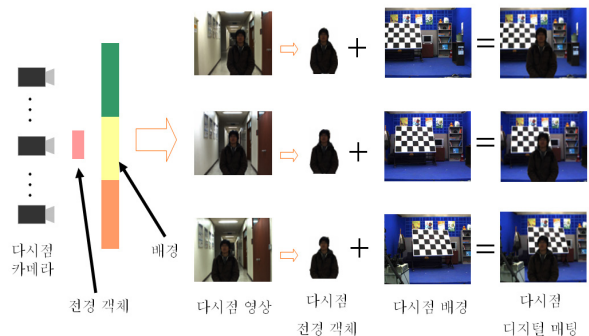 다시점
카메라
전경 객체
배경
다시점 영상
다시점
전경 객체
다시점 배경
다시점
디지털 매팅